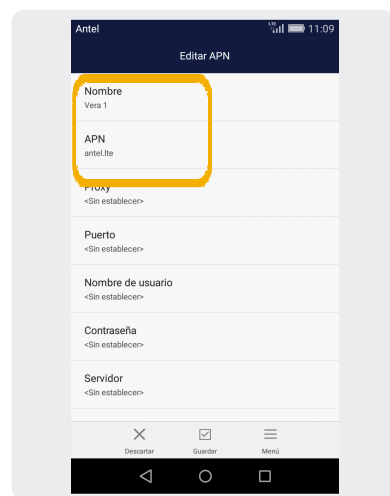 Antel LTE 11:09
Editar APN
Nombre
Vera 1
APN
antel.lte
Proxy
<Sin establecer>
Puerto
<Sin establecer>
Nombre de usuario
<Sin establecer>
Contraseña
<Sin establecer>
Servidor
<Sin establecer>
Descartar Guardar Menú